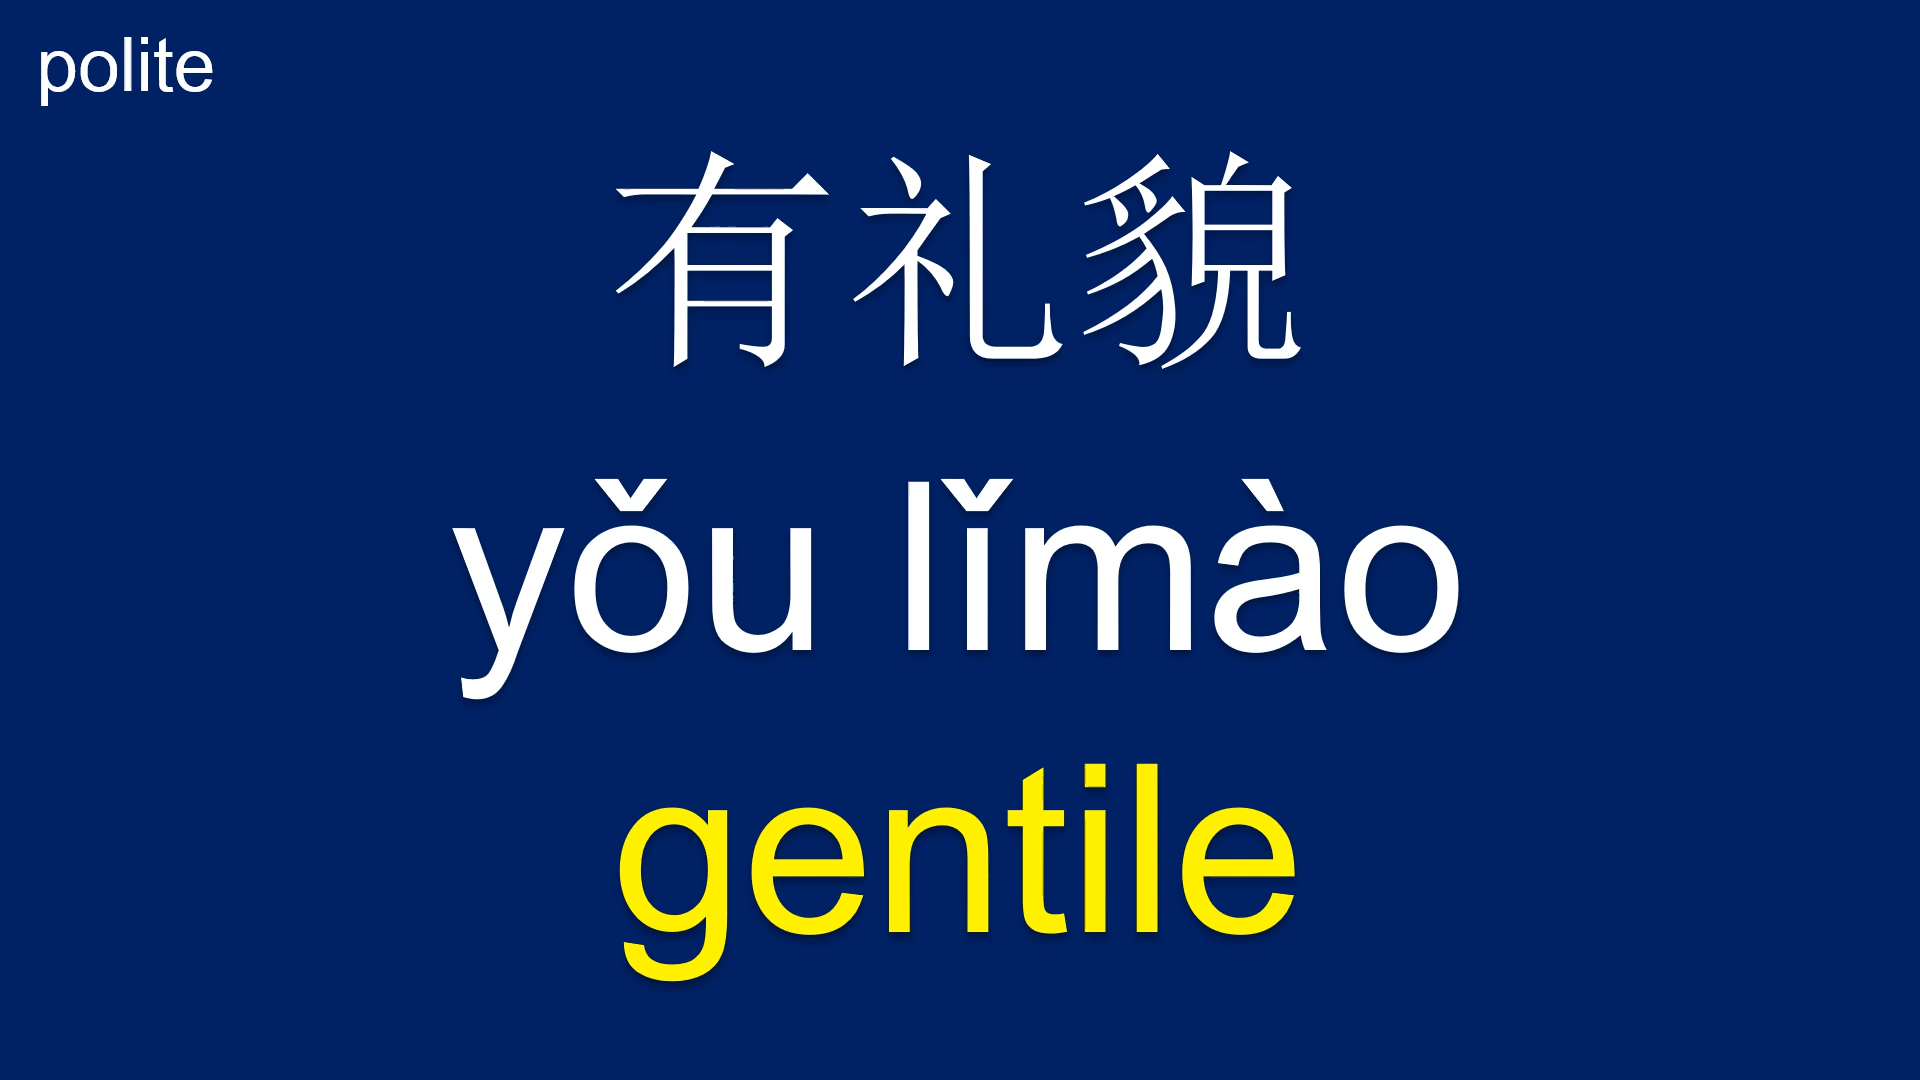 polite
有礼貌
yǒu lǐmào
gentile